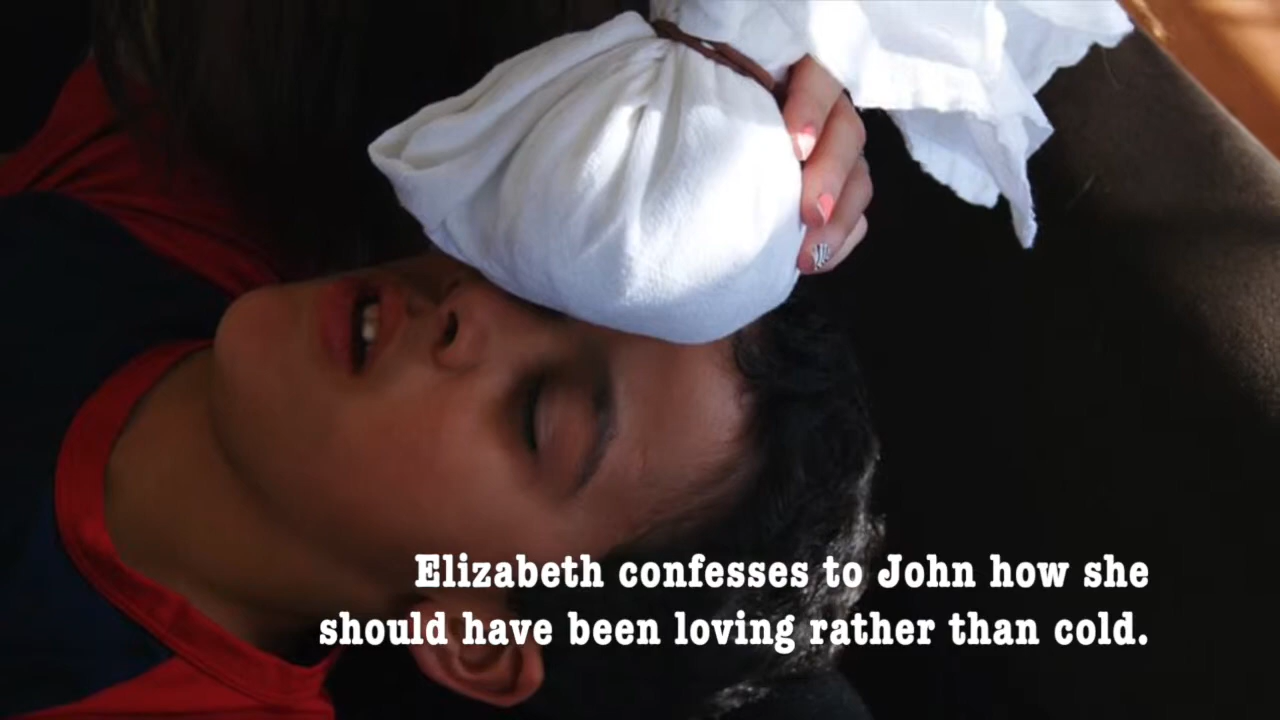 Elizabeth confesses to John how she
should have been loving rather than cold.